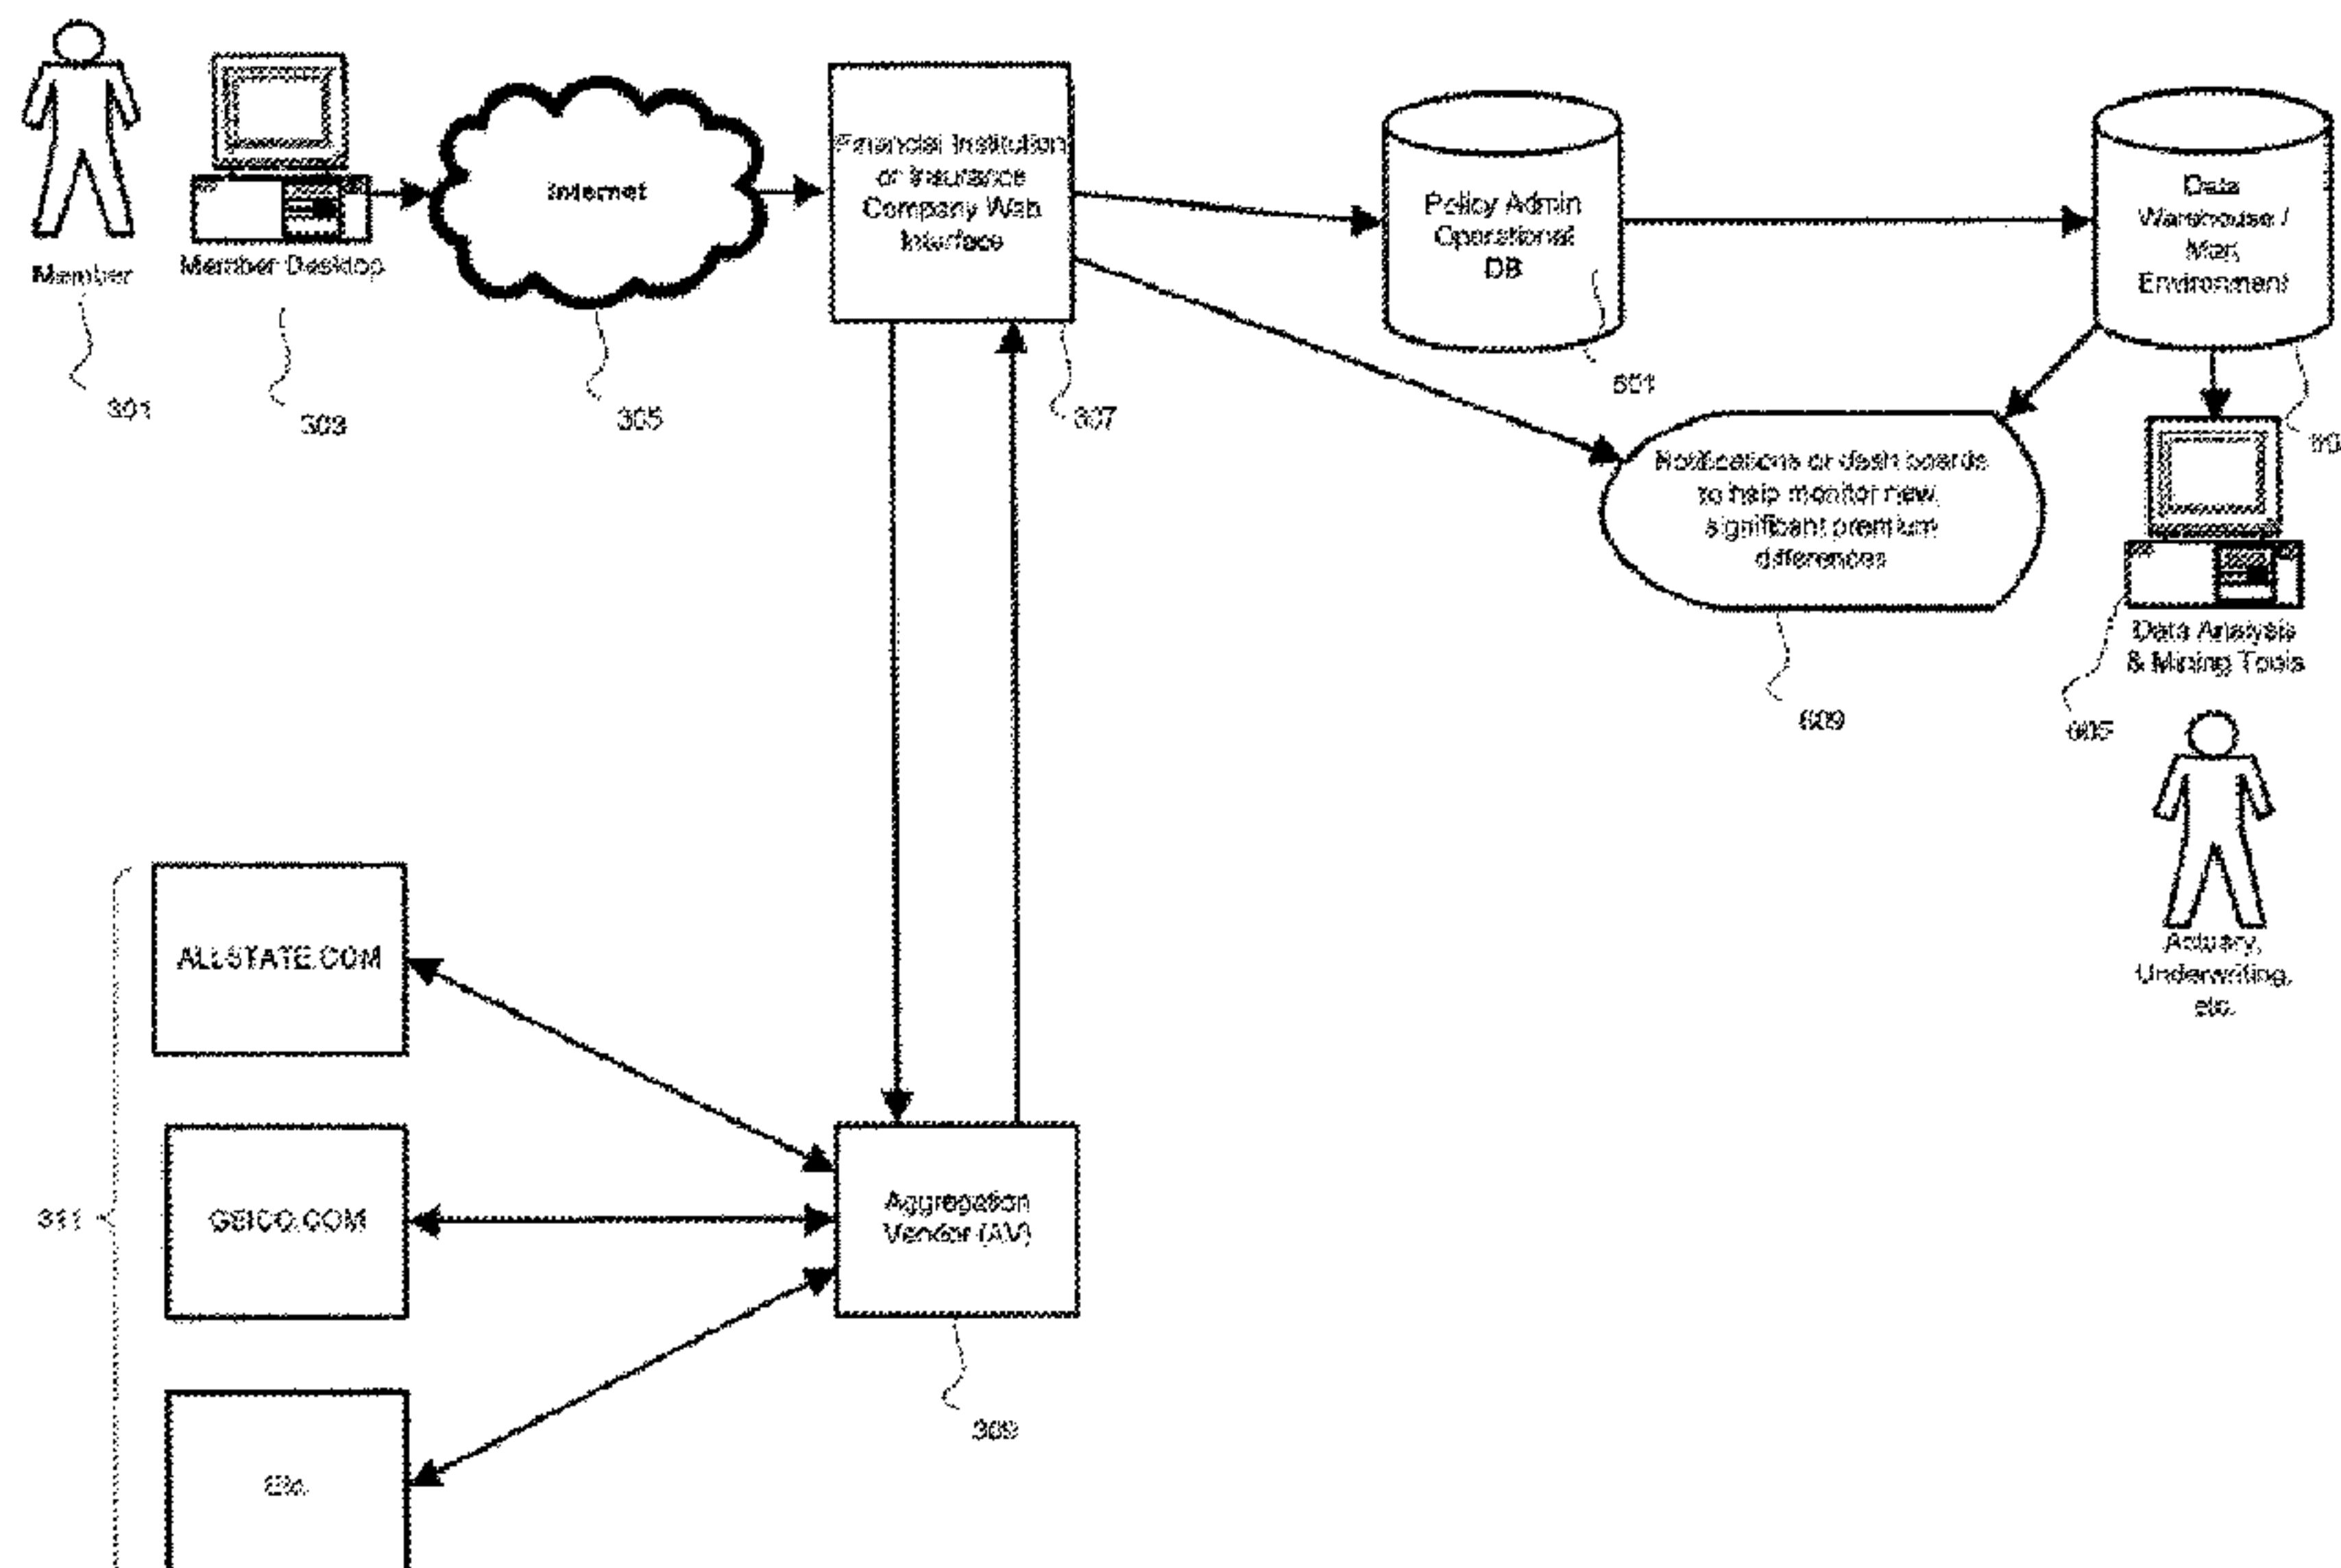 Member
Member Desktop
Internet
Financial Institution
or Insurance
Company Web
Interface
Policy Admin
Operational
DB
Data
Warehouse /
Mart
Environment
301
303
305
307
601
Notifications or dash boards
to help monitor new,
significant premium
differences
609
605
Data Analysis
& Mining Tools
Actuary,
Underwriting,
etc.
ALLSTATE.COM
GEICO.COM
Etc.
311
Aggregation
Vendor (AV)
309